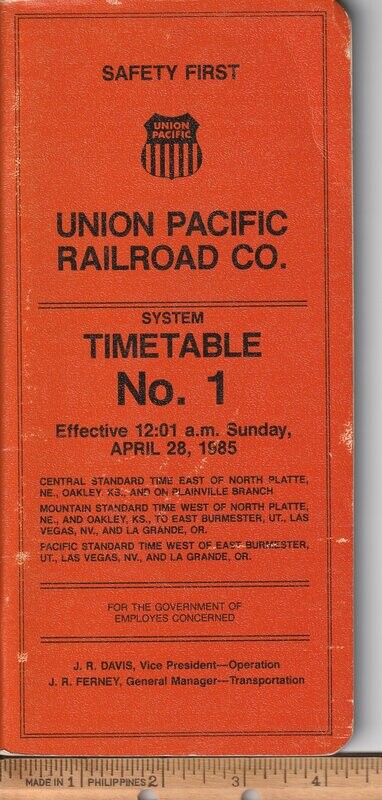 SAFETY FIRST
UNION
PACIFIC
UNION PACIFIC
RAILROAD CO.
SYSTEM
TIMETABLE
No. 1
Effective 12:01 a.m. Sunday,
APRIL 28, 1985
CENTRAL STANDARD TIME EAST OF NORTH PLATTE,
NE., OAKLEY, KS., AND ON PLAINVILLE BRANCH
MOUNTAIN STANDARD TIME WEST OF NORTH PLATTE,
NE., AND OAKLEY, KS., TO EAST BURMESTER, UT., LAS
VEGAS, NV., AND LA GRANDE, OR.
PACIFIC STANDARD TIME WEST OF EAST BURMESTER,
UT., LAS VEGAS, NV., AND LA GRANDE, OR.
FOR THE GOVERNMENT OF
EMPLOYES CONCERNED
J. R. DAVIS, Vice President—Operation
J. R. FERNEY, General Manager—Transportation
MADE IN 1 PHILIPPINES 2 3 4